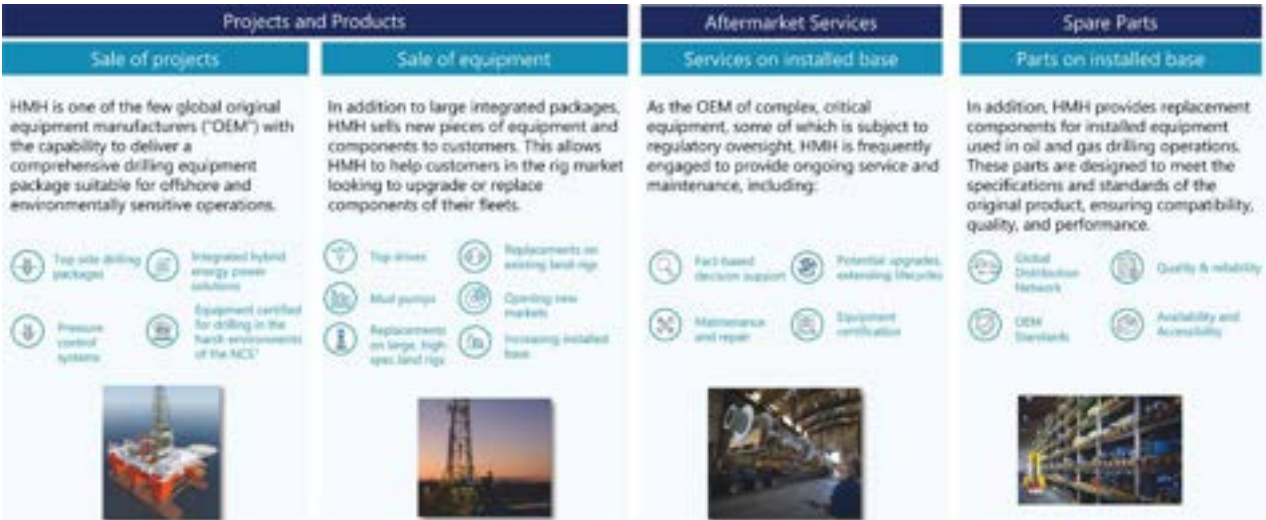 Projects and Products
Sale of projects
HMH is one of the few global original
equipment manufacturers ("OEM") with
the capability to deliver a
comprehensive drilling equipment
package suitable for offshore and
environmentally sensitive operations.
Top side drilling
packages
Integrated hybrid
energy power
solutions
Pressure
control
systems
Equipment certified
for drilling in the
harsh environments
of the NCS¹
Sale of equipment
In addition to large integrated packages,
HMH sells new pieces of equipment and
components to customers. This allows
HMH to help customers in the rig market
looking to upgrade or replace
components of their fleets.
Top drives
Replacements on
existing land rigs
Mud pumps
Opening new
markets
Replacements
on large, high
spec land rigs
Increasing installed
base
Aftermarket Services
Services on installed base
As the OEM of complex, critical
equipment, some of which is subject to
regulatory oversight, HMH is frequently
engaged to provide ongoing service and
maintenance, including:
Fact-based
decision support
Potential upgrades,
extending lifecycles
Maintenance
and repair
Equipment
certification
Spare Parts
Parts on installed base
In addition, HMH provides replacement
components for installed equipment
used in oil and gas drilling operations.
These parts are designed to meet the
specifications and standards of the
original product, ensuring compatibility,
quality, and performance.
Global
Distribution
Network
Quality & reliability
OEM
Standards
Availability and
Accessibility